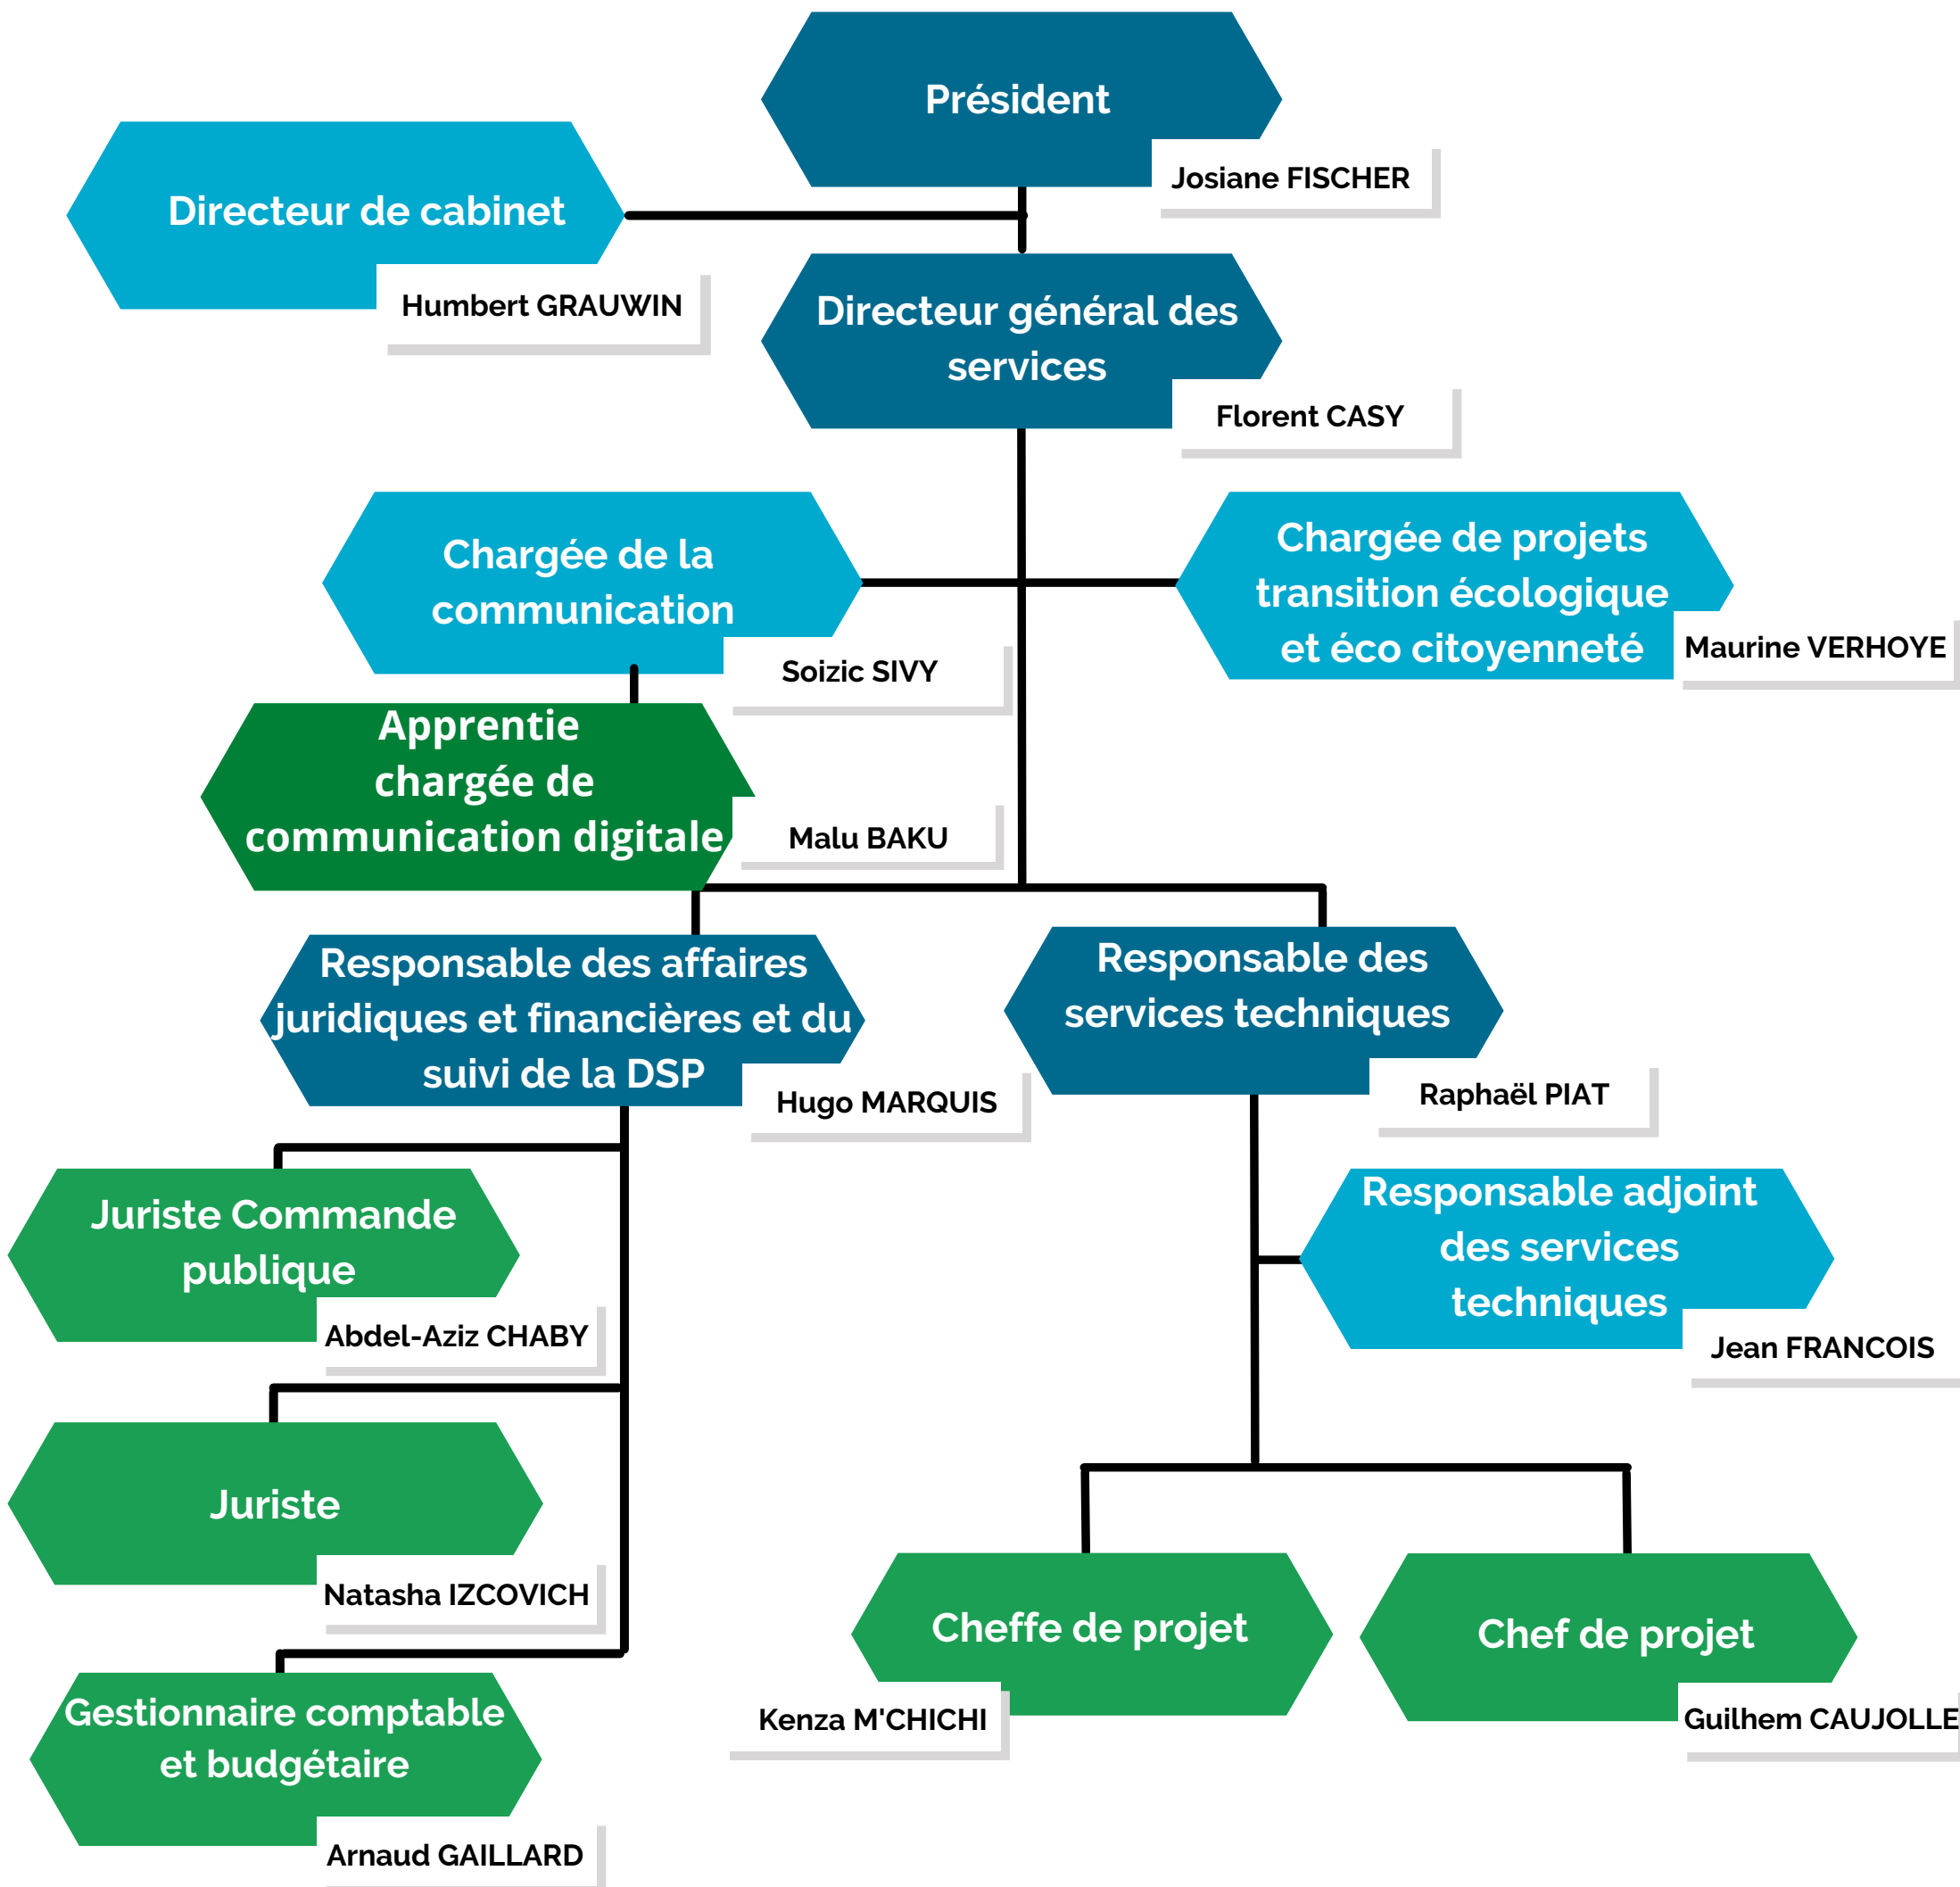 Président
Josiane FISCHER
Directeur de cabinet
Humbert GRAUWIN
Directeur général des
services
Florent CASY
Chargée de la
communication
Soizic SIVY
Chargée de projets
transition écologique
et éco citoyenneté
Maurine VERHOYE
Apprentie
chargée de
communication digitale
Malu BAKU
Responsable des affaires
juridiques et financières et du
suivi de la DSP
Hugo MARQUIS
Responsable des
services techniques
Raphaël PIAT
Juriste Commande
publique
Abdel-Aziz CHABY
Responsable adjoint
des services
techniques
Jean FRANCOIS
Juriste
Natasha IZCOVICH
Cheffe de projet
Kenza M'CHICHI
Chef de projet
Guilhem CAUJOLLE
Gestionnaire comptable
et budgétaire
Arnaud GAILLARD